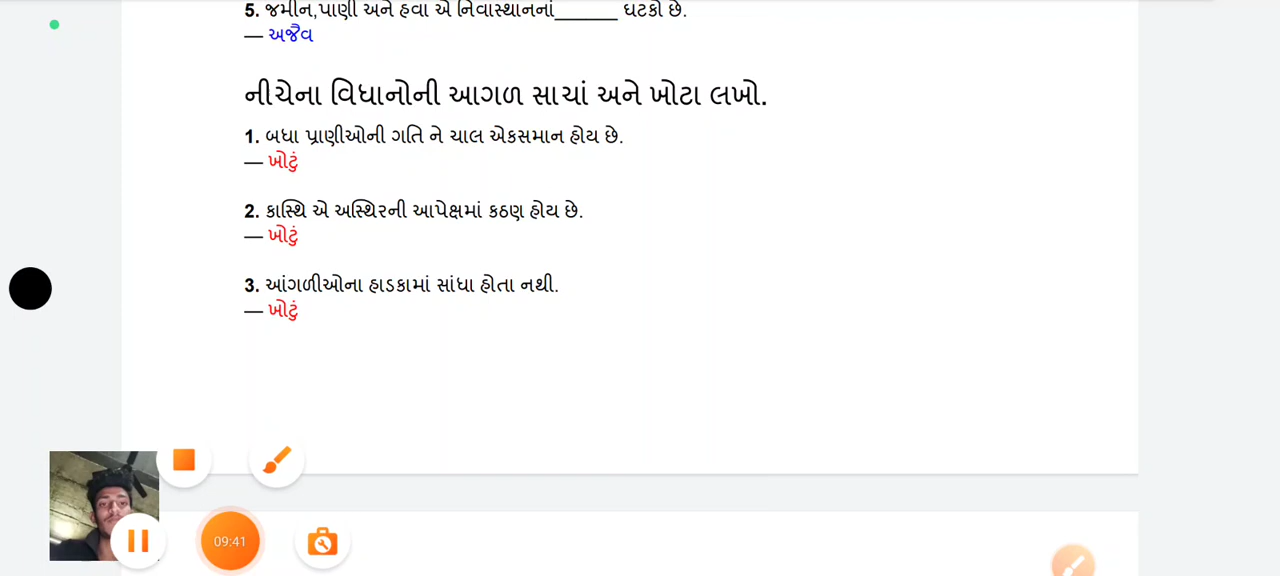 5. જમીન,પાણી અને હવા એ નિવાસ્થાનનાં______ ઘટકો છે.
— અજૈવ
નીચેના વિધાનોની આગળ સાચાં અને ખોટા લખો.
1. બધા પ્રાણીઓની ગતિ ને ચાલ એકસમાન હોય છે.
— ખોટું
2. કાસ્થિ એ અસ્થિરની આપેક્ષમાં કઠણ હોય છે.
— ખોટું
3. આંગળીઓના હાડકામાં સાંધા હોતા નથી.
— ખોટું
09:41